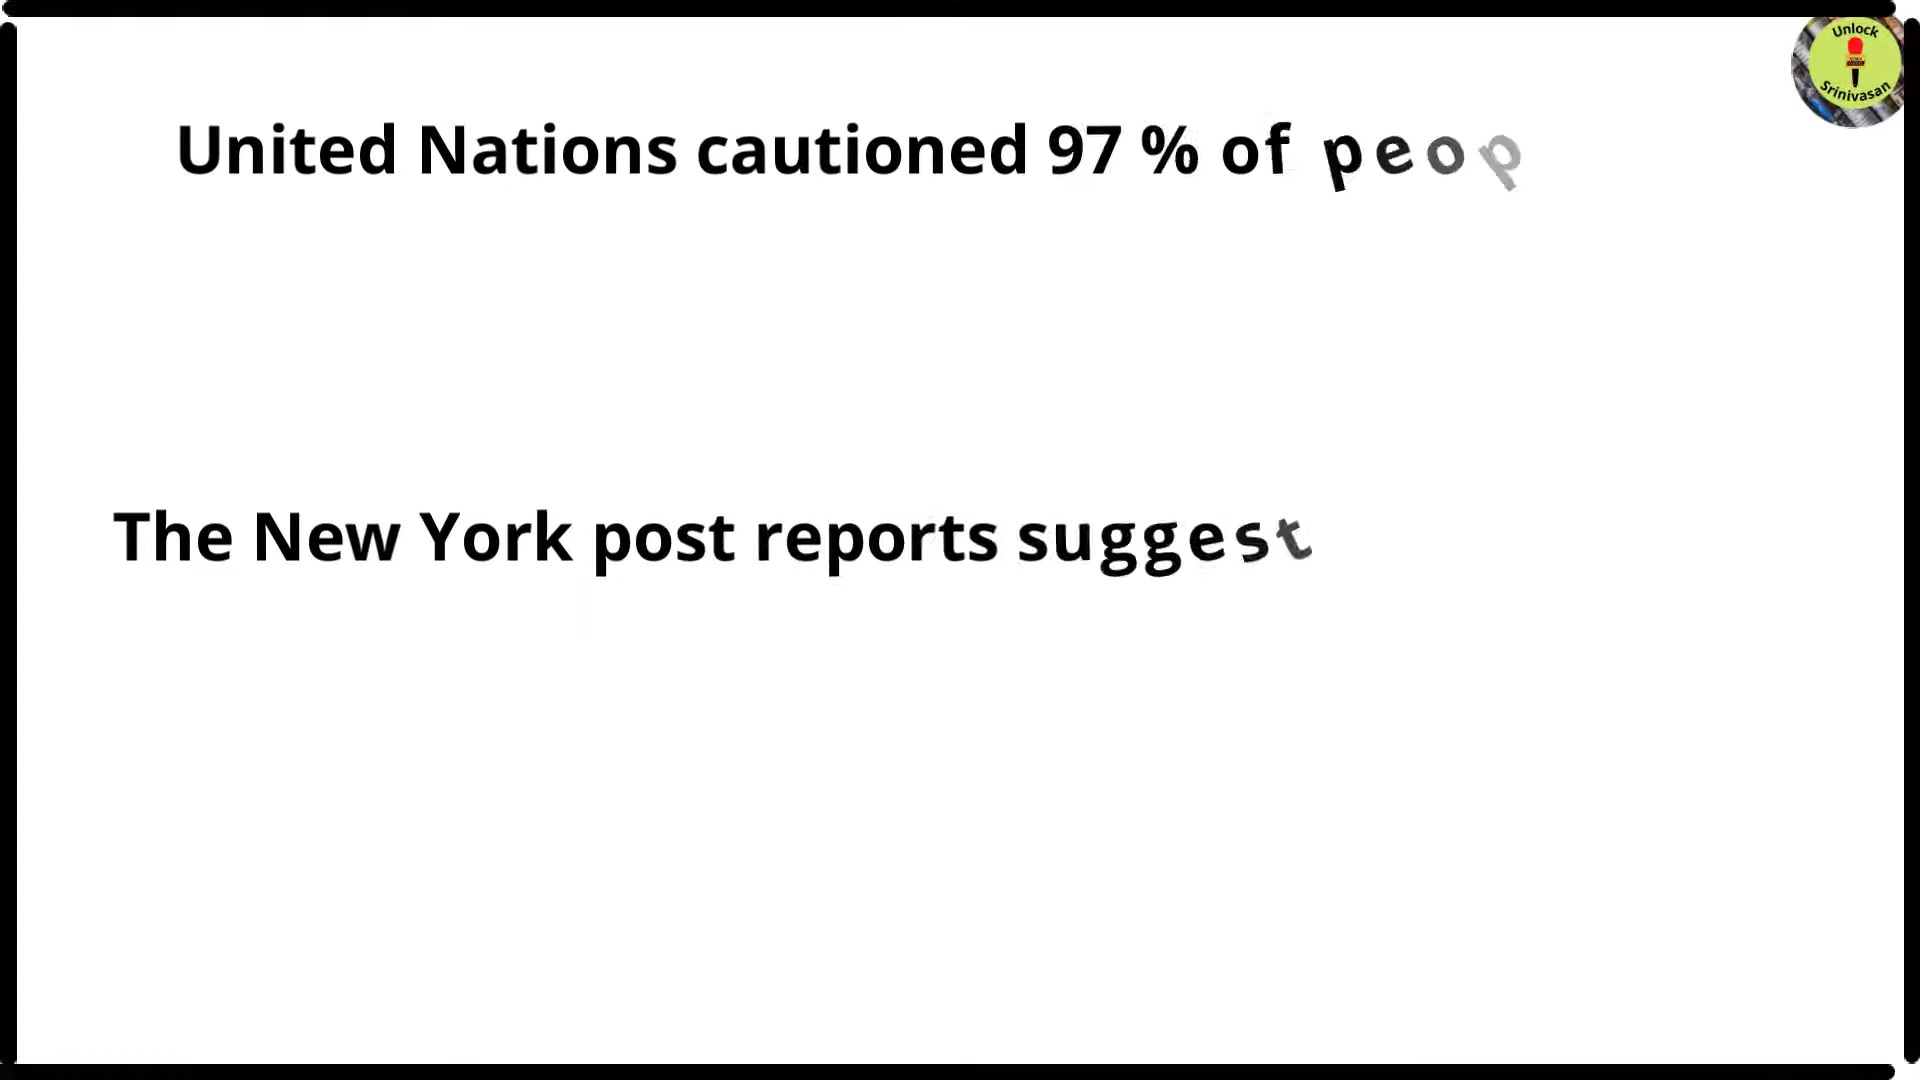 Unlock
Srinivasan
United Nations cautioned 97 % of peop
The New York post reports suggest